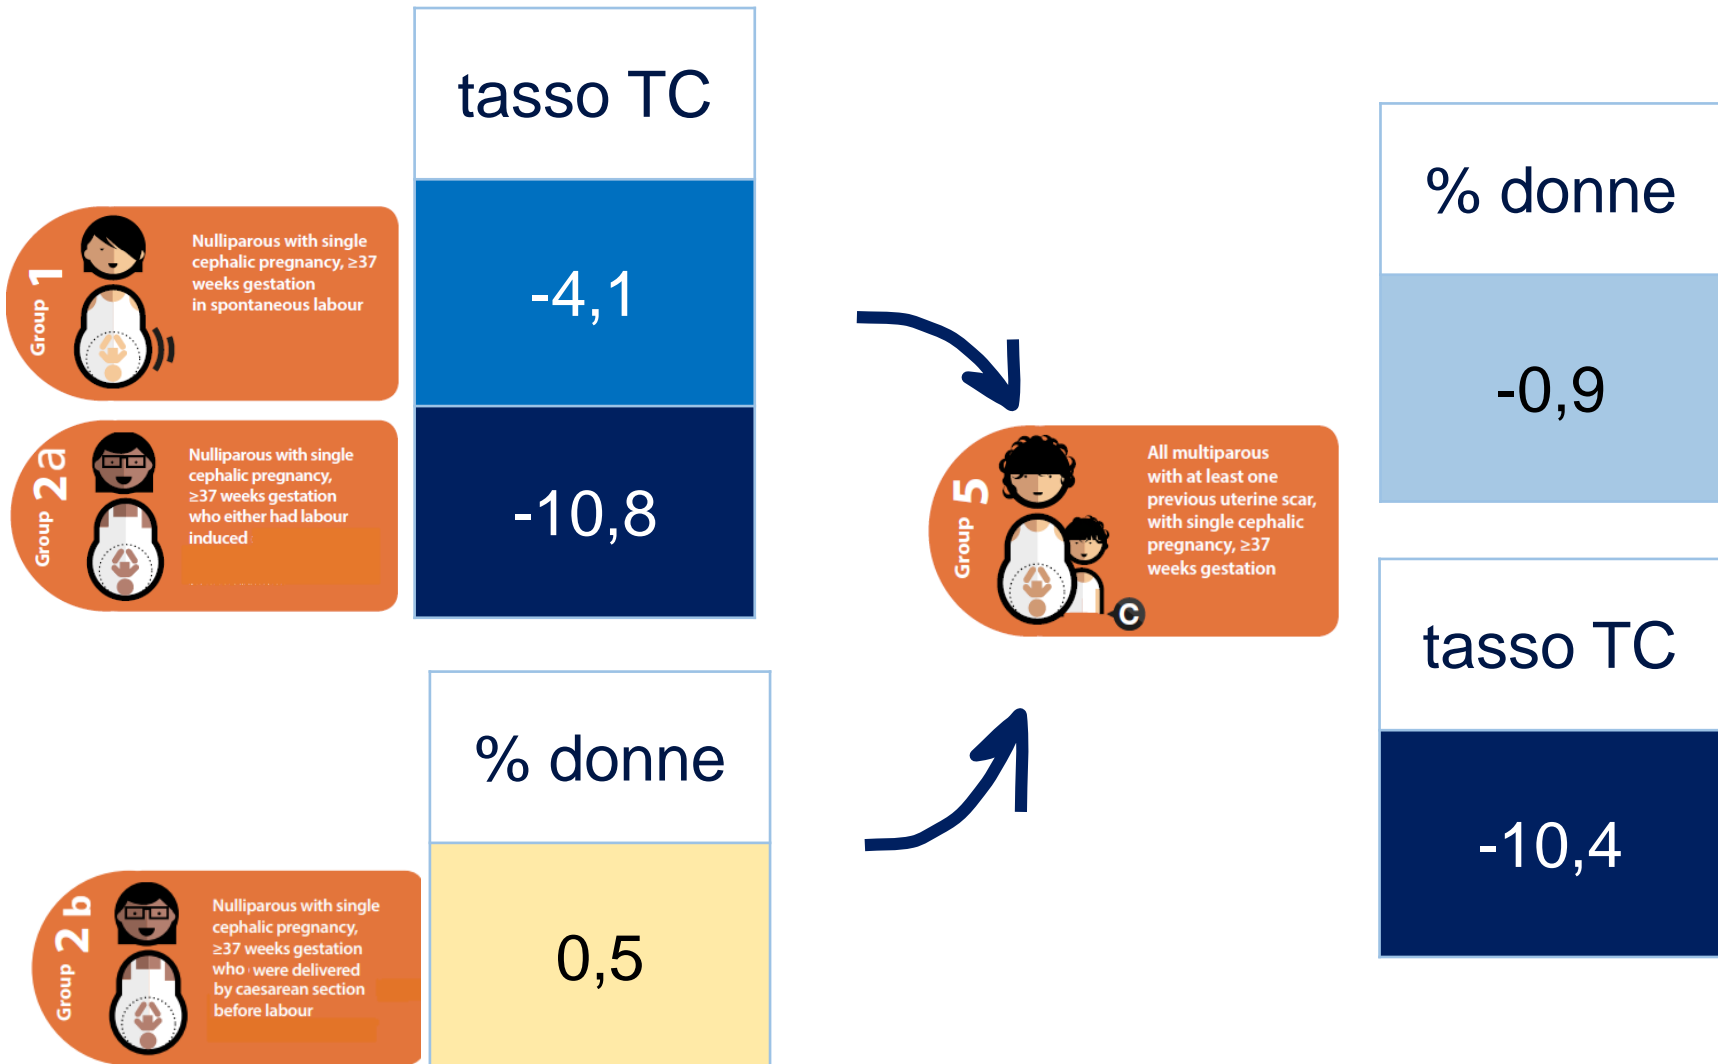 tasso TC
Group 1
Nulliparous with single
cephalic pregnancy, ≥37
weeks gestation
in spontaneous labour
-4,1
Group 2a
Nulliparous with single
cephalic pregnancy,
≥37 weeks gestation
who either had labour
induced
-10,8
% donne
Group 2 b
Nulliparous with single
cephalic pregnancy,
≥37 weeks gestation
who were delivered
by caesarean section
before labour
0,5
Group 5
All multiparous
with at least one
previous uterine scar,
with single cephalic
pregnancy, ≥37
weeks gestation
C
% donne
-0,9
tasso TC
-10,4